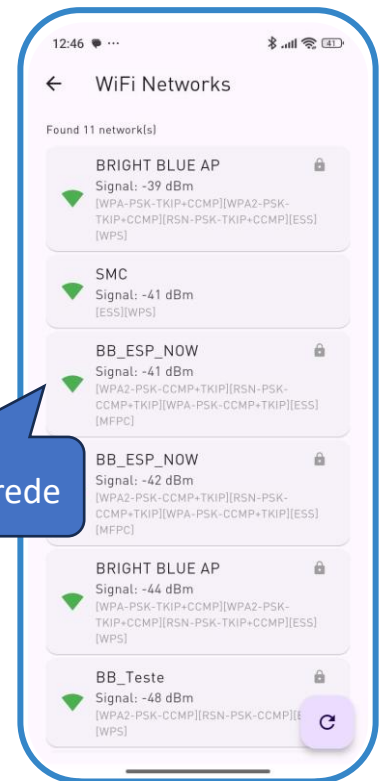 12:46
41
WiFi Networks
Found 11 network(s)
BRIGHT BLUE AP
Signal: -39 dBm
[WPA-PSK-TKIP+CCMP][WPA2-PSK-
TKIP+CCMP][RSN-PSK-TKIP+CCMP][ESS]
[WPS]
SMC
Signal: -41 dBm
[ESS][WPS]
BB_ESP_NOW
Signal: -41 dBm
[WPA2-PSK-CCMP+TKIP][RSN-PSK-
CCMP+TKIP][WPA-PSK-CCMP+TKIP][ESS]
[MFPC]
rede
BB_ESP_NOW
Signal: -42 dBm
[WPA2-PSK-CCMP+TKIP][RSN-PSK-
CCMP+TKIP][WPA-PSK-CCMP+TKIP][ESS]
[MFPC]
BRIGHT BLUE AP
Signal: -44 dBm
[WPA-PSK-TKIP+CCMP][WPA2-PSK-
TKIP+CCMP][RSN-PSK-TKIP+CCMP][ESS]
[WPS]
BB_Teste
Signal: -48 dBm
[WPA2-PSK-CCMP][RSN-PSK-CCMP][
[WPS]